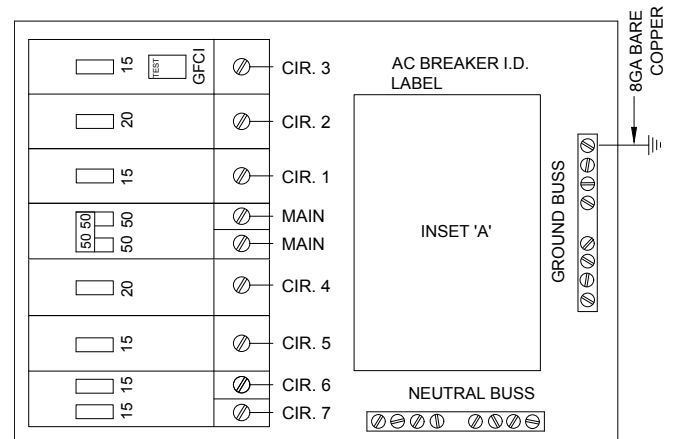 15 TEST GFCI CIR. 3
20 CIR. 2
15 CIR. 1
50 50 MAIN
50 50 MAIN
20 CIR. 4
15 CIR. 5
15 CIR. 6
15 CIR. 7
AC BREAKER I.D.
LABEL
INSET 'A'
NEUTRAL BUSS
GROUND BUSS
8GA BARE
COPPER